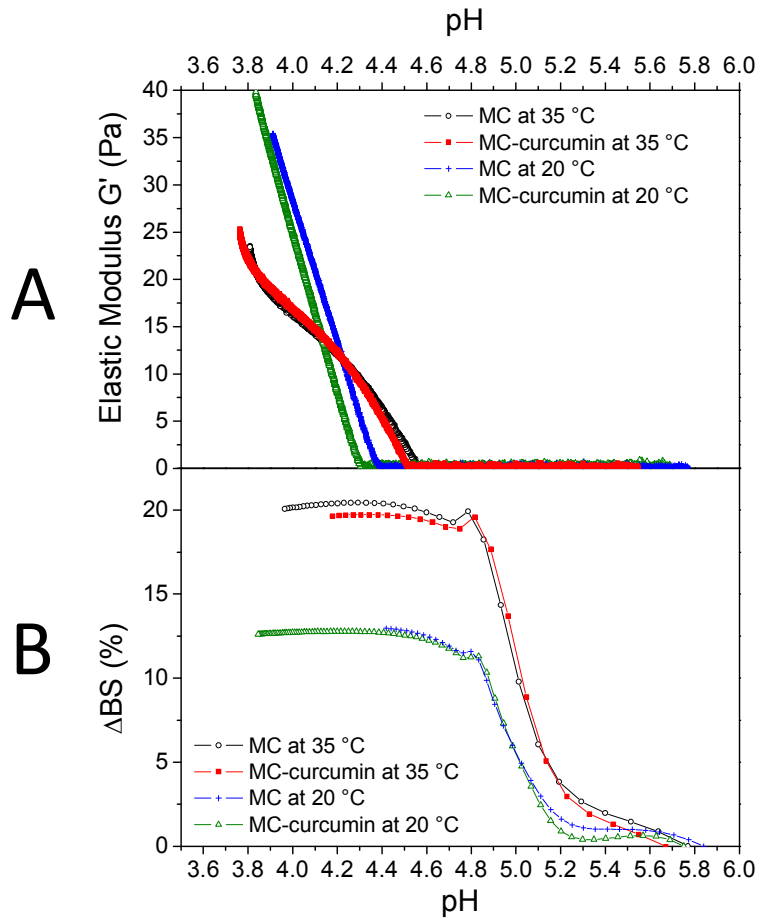 pH
3.6 3.8 4.0 4.2 4.4 4.6 4.8 5.0 5.2 5.4 5.6 5.8 6.0
A
Elastic Modulus G' (Pa)
40
35
30
25
20
15
10
5
0
MC at 35 °C
MC-curcumin at 35 °C
MC at 20 °C
MC-curcumin at 20 °C
B
ΔBS (%)
20
15
10
5
0
MC at 35 °C
MC-curcumin at 35 °C
MC at 20 °C
MC-curcumin at 20 °C
3.6 3.8 4.0 4.2 4.4 4.6 4.8 5.0 5.2 5.4 5.6 5.8 6.0
pH